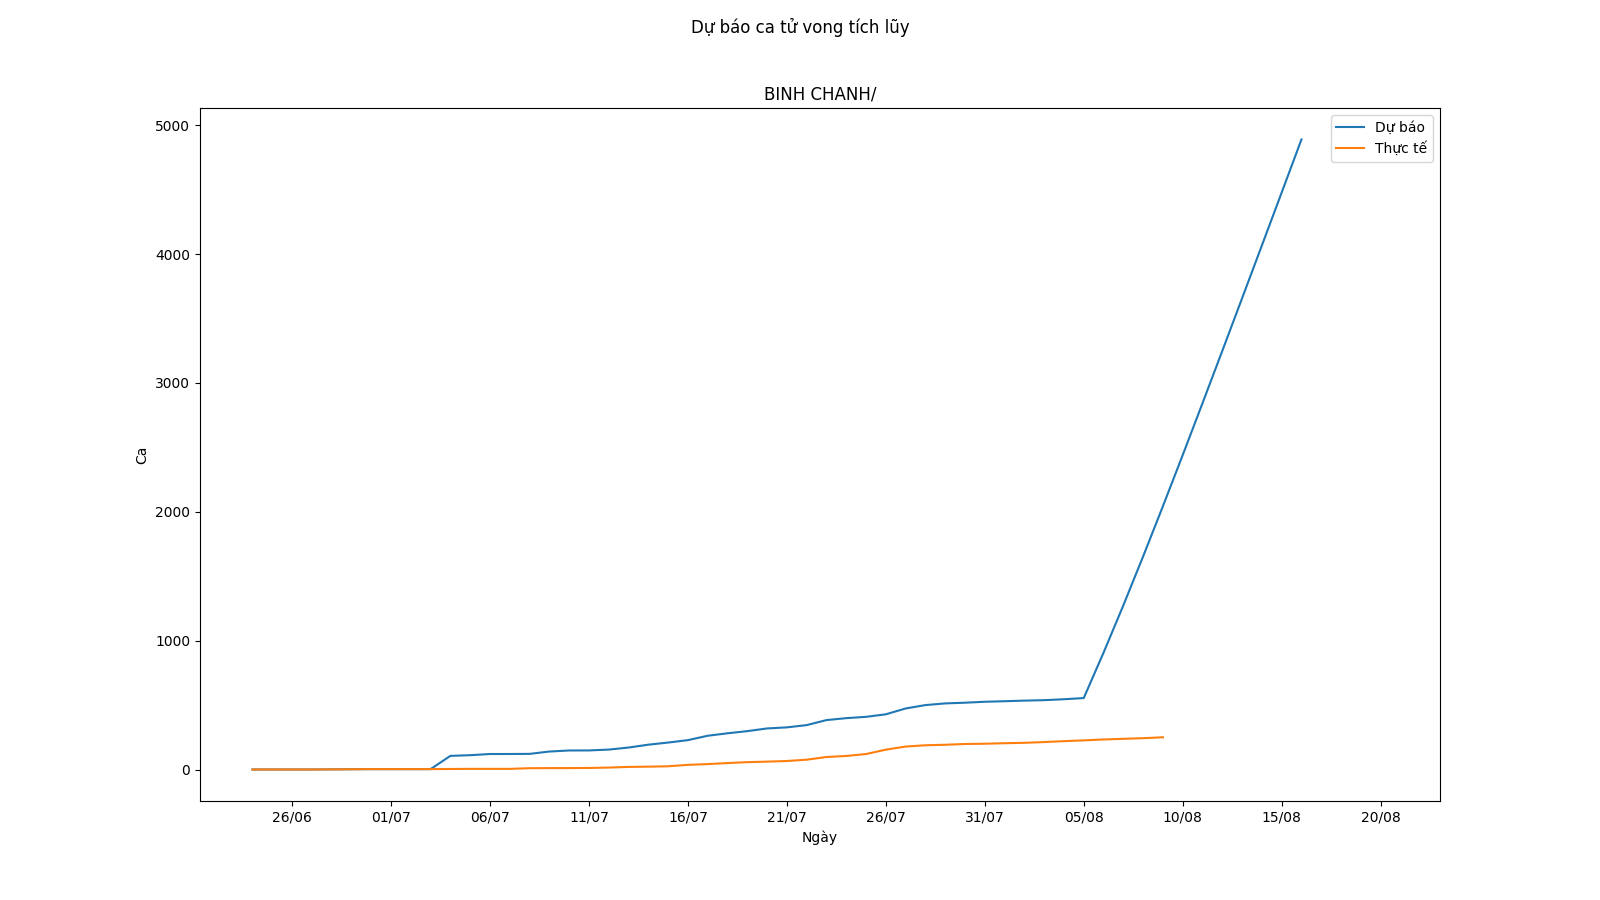 Dự báo ca tử vong tích lũy
BINH CHANH/
Dự báo
Thực tế
5000
4000
3000
2000
1000
0
Ca
26/06 01/07 06/07 11/07 16/07 21/07 26/07 31/07 05/08 10/08 15/08 20/08
Ngày